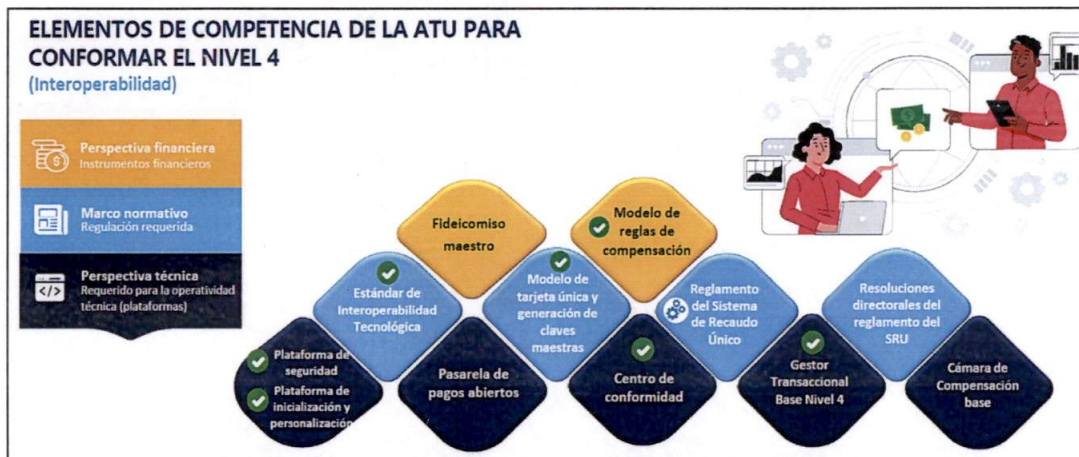 ELEMENTOS DE COMPETENCIA DE LA ATU PARA
CONFORMAR EL NIVEL 4
(Interoperabilidad)
Perspectiva financiera
Instrumentos financieros
Marco normativo
Regulación requerida
Perspectiva técnica
Requerido para la operatividad
técnica (plataformas)
Fideicomiso
maestro
Modelo de
reglas de
compensación
Estándar de
Interoperabilidad
Tecnológica
Modelo de
tarjeta única y
generación de
claves
maestras
Reglamento
del Sistema
de Recaudo
Único
Resoluciones
directorales del
reglamento del
SRU
Plataforma de
seguridad
Plataforma de
inicialización y
personalización
Pasarela de
pagos abiertos
Centro de
conformidad
Gestor
Transaccional
Base Nivel 4
Cámara de
Compensación
base